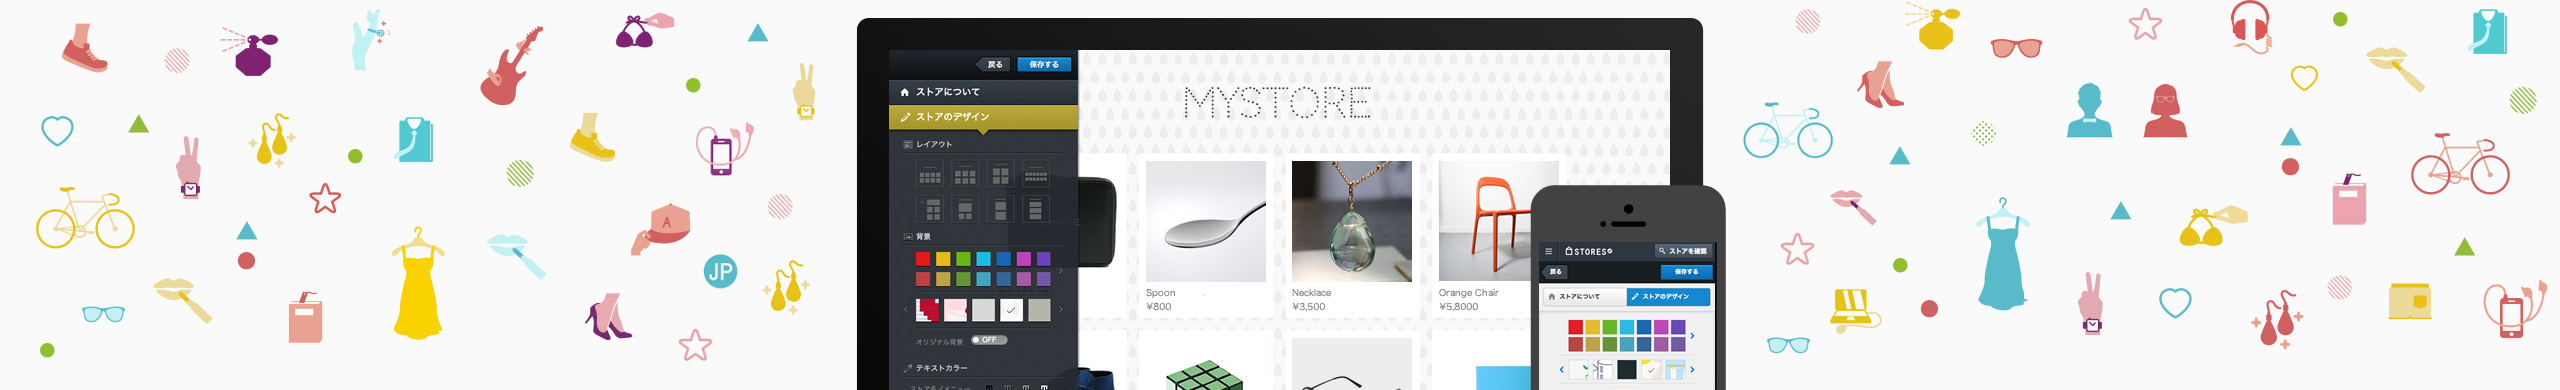 戻る
保存する
ストアについて
ストアのデザイン
レイアウト
背景
オリジナル背景
OFF
テキストカラー
MYSTORE
Spoon
¥800
Necklace
¥3,500
Orange Chair
¥5,8000
STORES.jp
ストアを確認
戻る
保存する
ストアについて
ストアのデザイン
A
JP